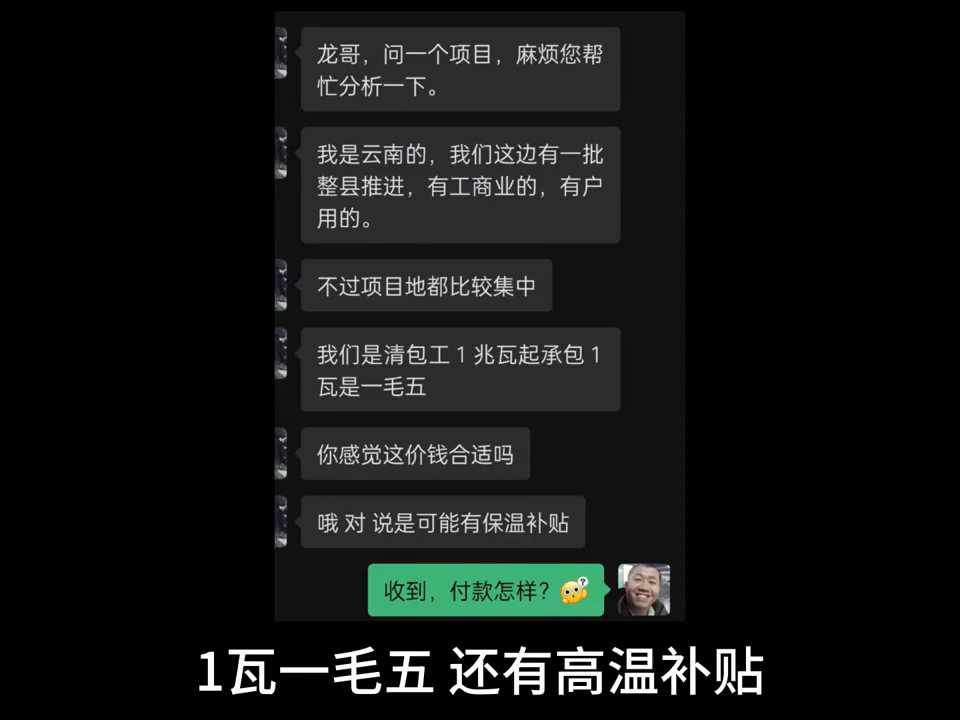 龙哥，问一个项目，麻烦您帮
忙分析一下。
我是云南的，我们这边有一批
整县推进，有工商业的，有户
用的。
不过项目地都比较集中
我们是清包工 1 兆瓦起承包 1
瓦是一毛五
你感觉这价钱合适吗
哦 对 说是可能有保温补贴
收到，付款怎样？
1瓦一毛五 还有高温补贴